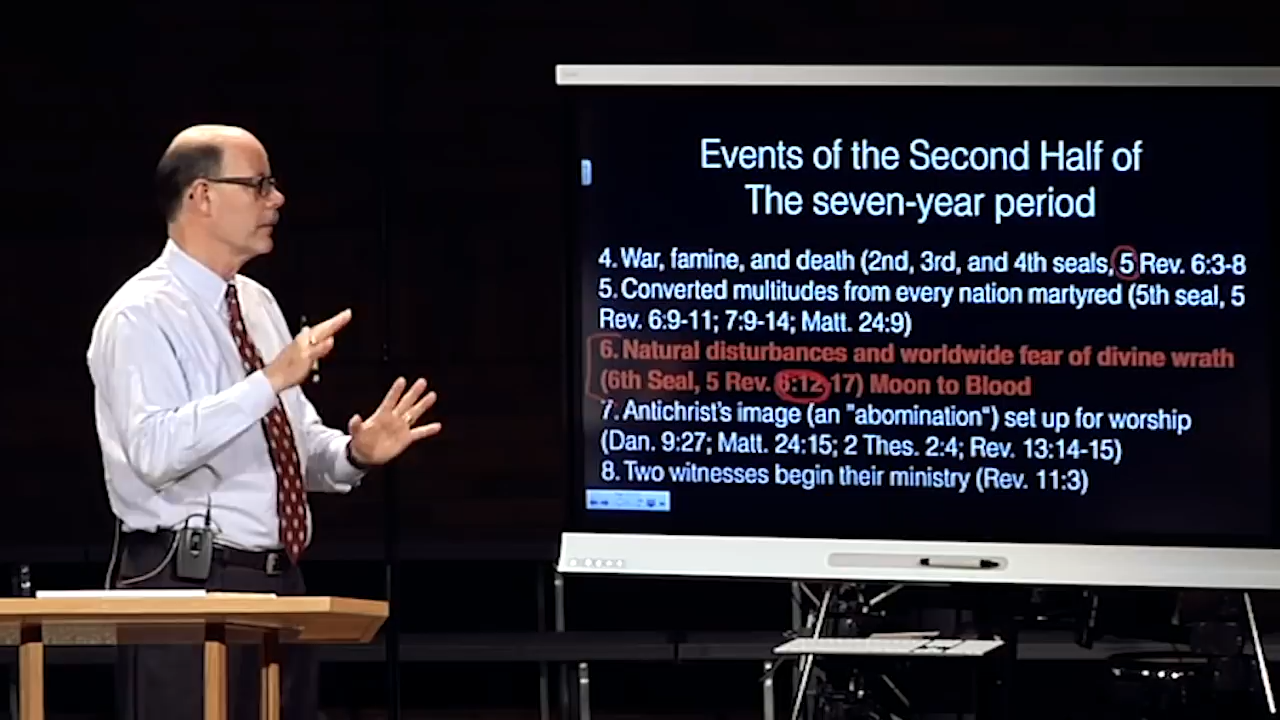 Events of the Second Half of
The seven-year period
4. War, famine, and death (2nd, 3rd, and 4th seals, 5 Rev. 6:3-8
5. Converted multitudes from every nation martyred (5th seal, 5
Rev. 6:9-11; 7:9-14; Matt. 24:9)
6. Natural disturbances and worldwide fear of divine wrath
(6th Seal, 5 Rev. 6:12-17) Moon to Blood
7. Antichrist's image (an "abomination“) set up for worship
(Dan. 9:27; Matt. 24:15; 2 Thes. 2:4; Rev. 13:14-15)
8. Two witnesses begin their ministry (Rev. 11:3)